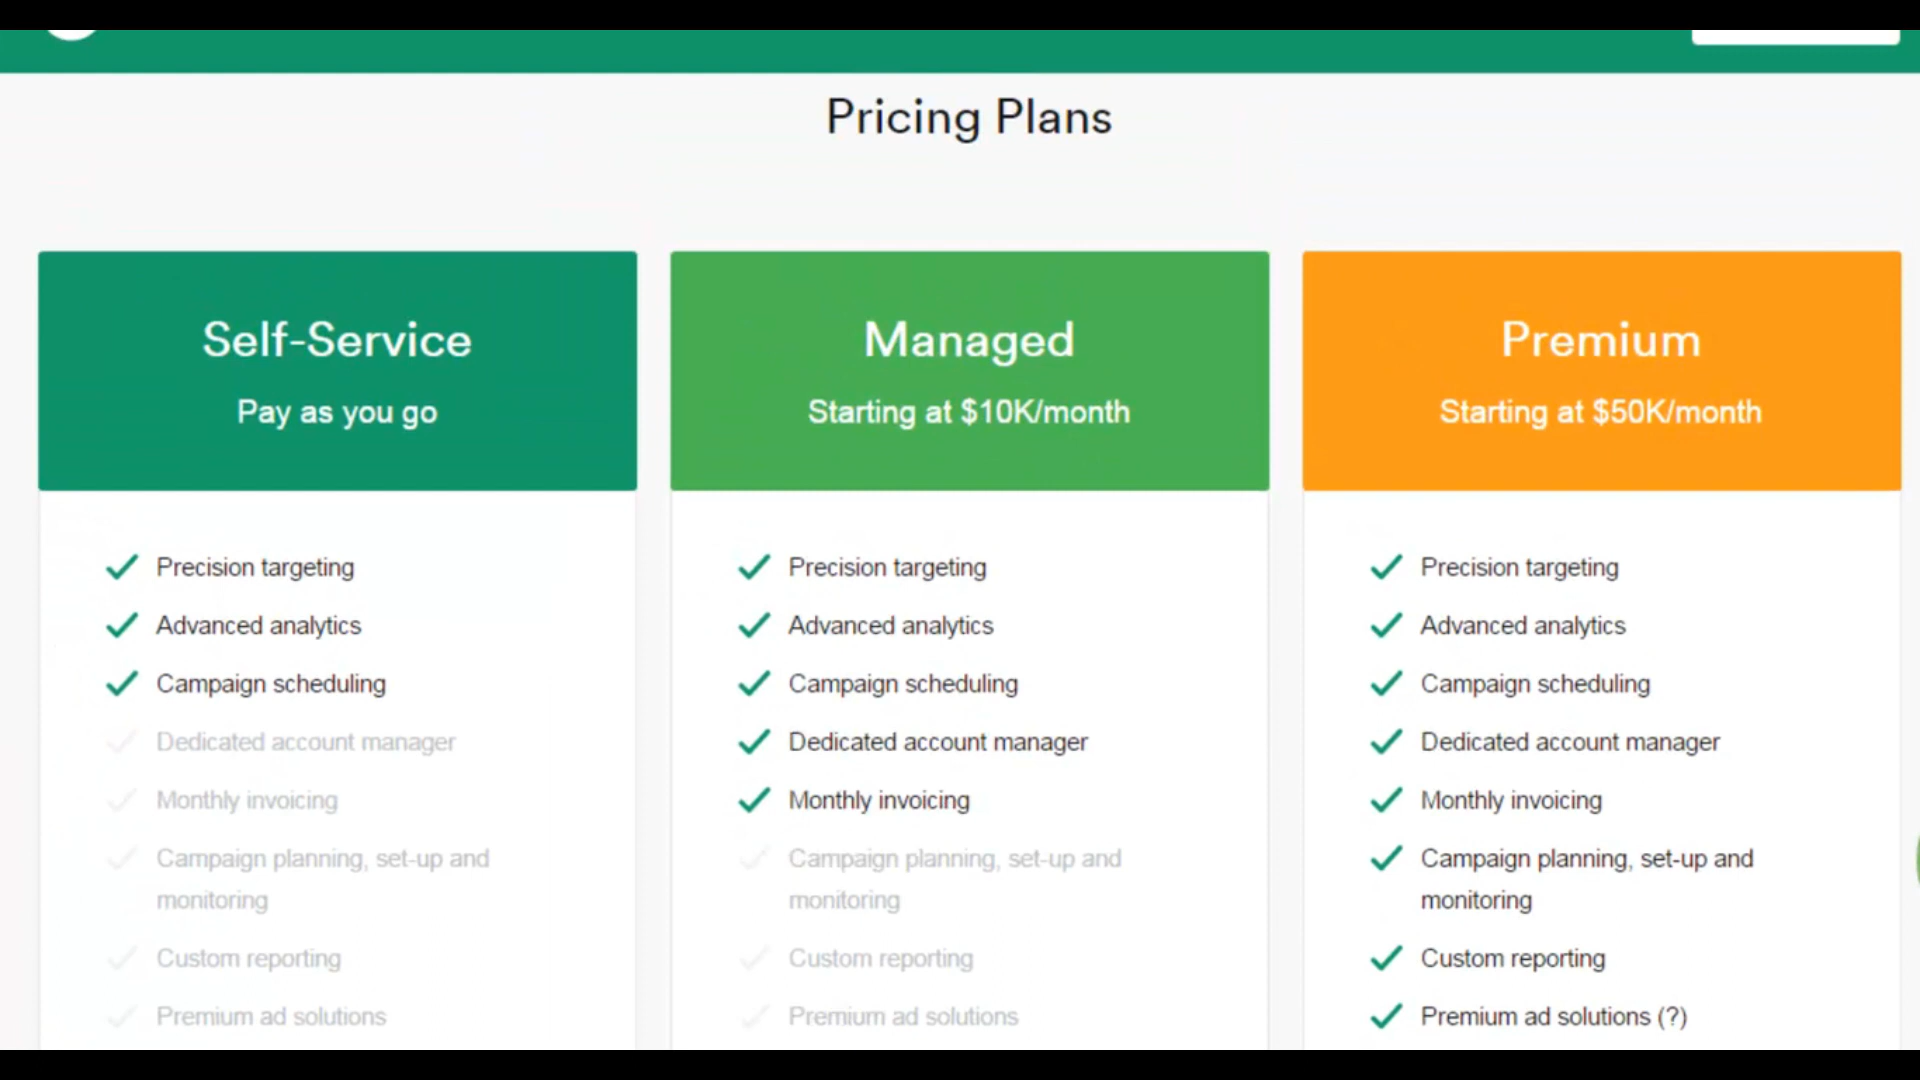 Pricing Plans
Self-Service
Pay as you go
Precision targeting
Advanced analytics
Campaign scheduling
Dedicated account manager
Monthly invoicing
Campaign planning, set-up and
monitoring
Custom reporting
Premium ad solutions
Managed
Starting at $10K/month
Precision targeting
Advanced analytics
Campaign scheduling
Dedicated account manager
Monthly invoicing
Campaign planning, set-up and
monitoring
Custom reporting
Premium ad solutions
Premium
Starting at $50K/month
Precision targeting
Advanced analytics
Campaign scheduling
Dedicated account manager
Monthly invoicing
Campaign planning, set-up and
monitoring
Custom reporting
Premium ad solutions (?)